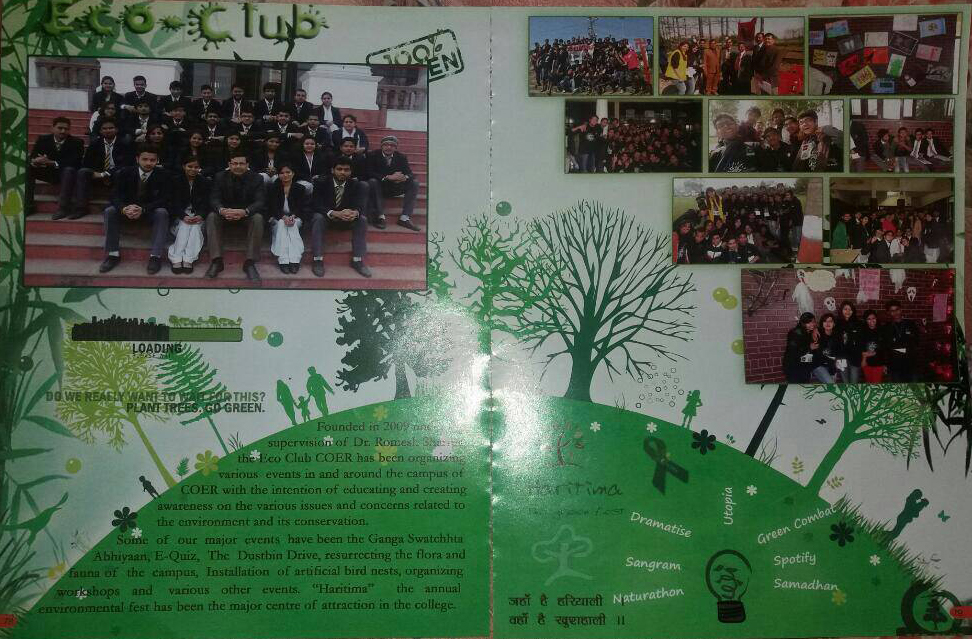 Eco-Club
100%
GREEN
LOADING
DO WE REALLY WANT TO WAIT FOR THIS?
PLANT TREES. GO GREEN.
Founded in 2009
supervision of Dr. Romesh
the Eco Club COER has been organizing
various events in and around the campus of
COER with the intention of educating and creating
awareness on the various issues and concerns related to
the environment and its conservation.
Some of our major events have been the Ganga Swatchhta
Abhiyaan, E-Quiz, The Dustbin Drive, resurrecting the flora and
fauna of the campus, Installation of artificial bird nests, organizing
workshops and various other events. "Haritima" the annual
environmental fest has been the major centre of attraction in the college.
Haritima
Dramatise
Utopia
Green Combat
Sangram
Spotify
Naturathon
Samadhan
जहाँ है हरियाली
वहाँ है खुशहाली ॥